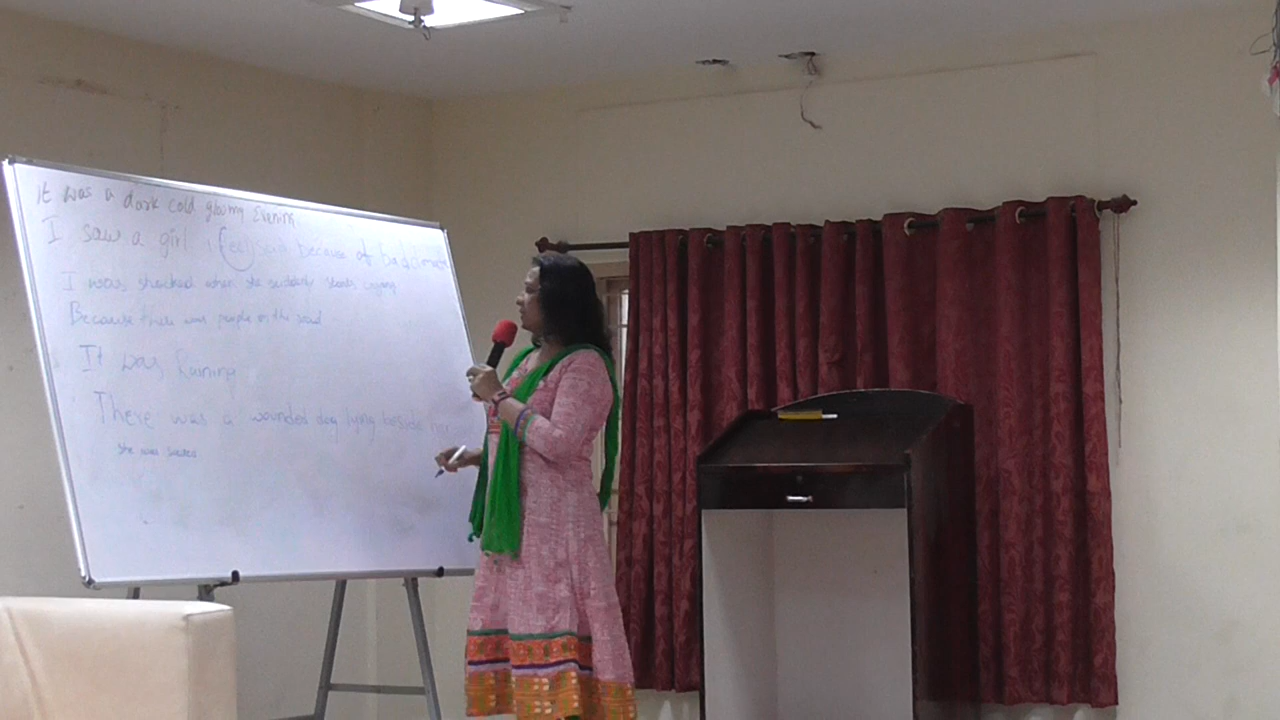 It was a dark cold glowmy Evening
I saw a girl I feel sad because of bad climate
I was shocked when she suddenly starts crying
Because there was people on the road
It was Raining
There was a wounded dog lying beside her
She was